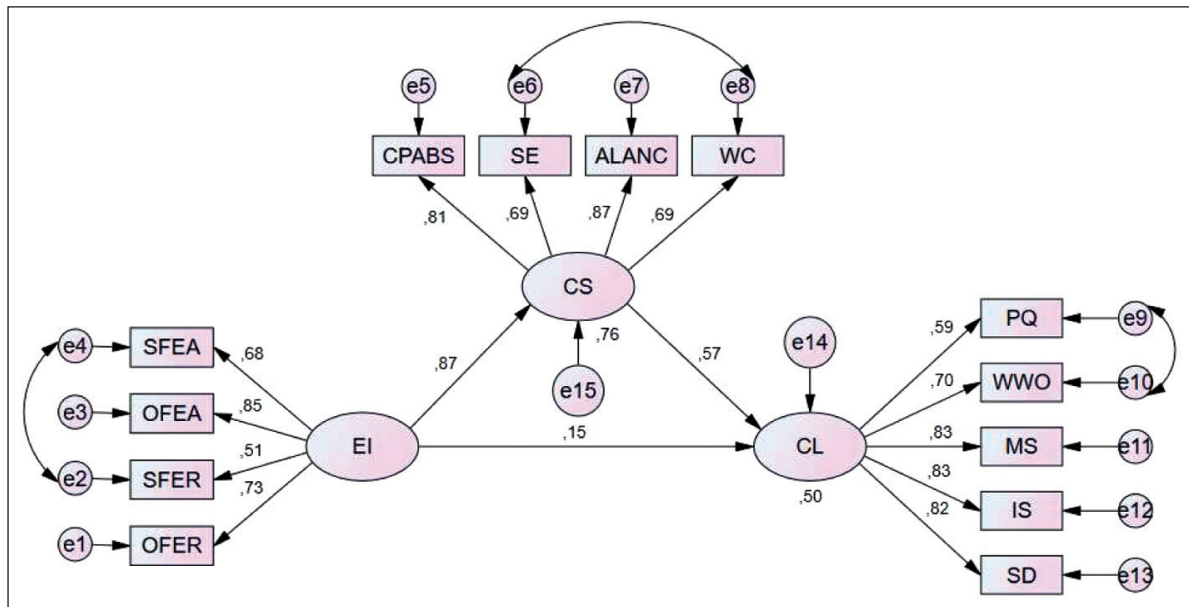 e5 e6 e7 e8
CPABS SE ALANC WC
,81 ,69 ,87 ,69
CS
,76
e15
,87
,57
e4 SFEA ,68
e3 OFEA ,85
e2 SFER ,51
e1 OFER ,73
EI
,15
e14
CL
,50
,59 PQ e9
,70 WWO e10
,83 MS e11
,83 IS e12
,82 SD e13